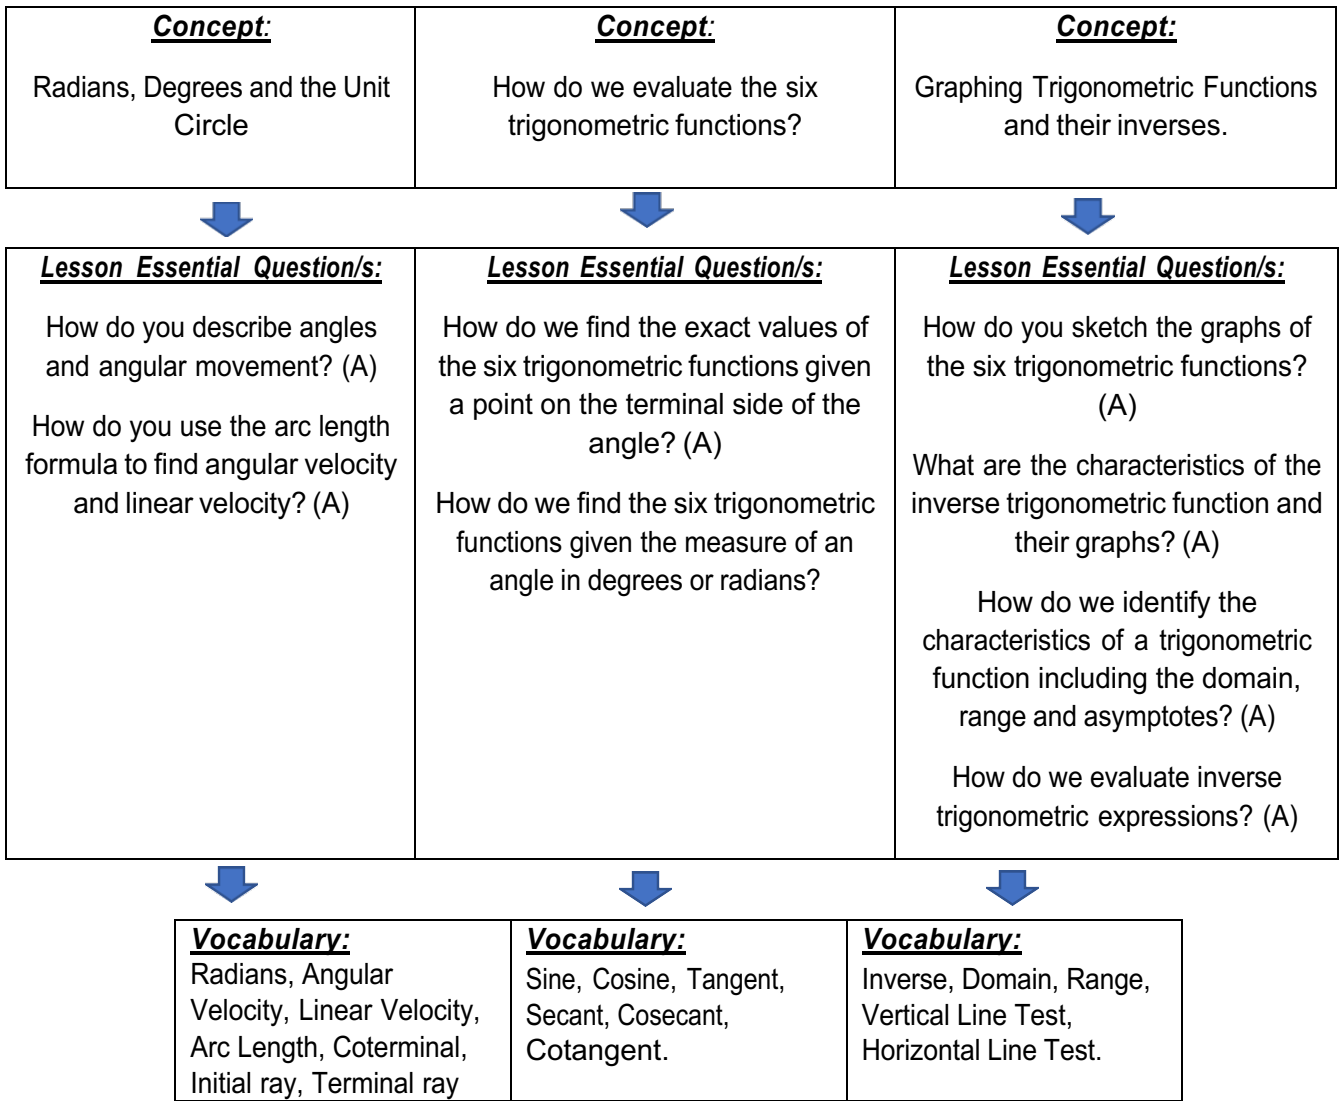 Concept:
Radians, Degrees and the Unit
Circle
Concept:
How do we evaluate the six
trigonometric functions?
Concept:
Graphing Trigonometric Functions
and their inverses.
Lesson Essential Question/s:
How do you describe angles
and angular movement? (A)
How do you use the arc length
formula to find angular velocity
and linear velocity? (A)
Lesson Essential Question/s:
How do we find the exact values of
the six trigonometric functions given
a point on the terminal side of the
angle? (A)
How do we find the six trigonometric
functions given the measure of an
angle in degrees or radians?
Lesson Essential Question/s:
How do you sketch the graphs of
the six trigonometric functions?
(A)
What are the characteristics of the
inverse trigonometric function and
their graphs? (A)
How do we identify the
characteristics of a trigonometric
function including the domain,
range and asymptotes? (A)
How do we evaluate inverse
trigonometric expressions? (A)
Vocabulary:
Radians, Angular
Velocity, Linear Velocity,
Arc Length, Coterminal,
Initial ray, Terminal ray
Vocabulary:
Sine, Cosine, Tangent,
Secant, Cosecant,
Cotangent.
Vocabulary:
Inverse, Domain, Range,
Vertical Line Test,
Horizontal Line Test.